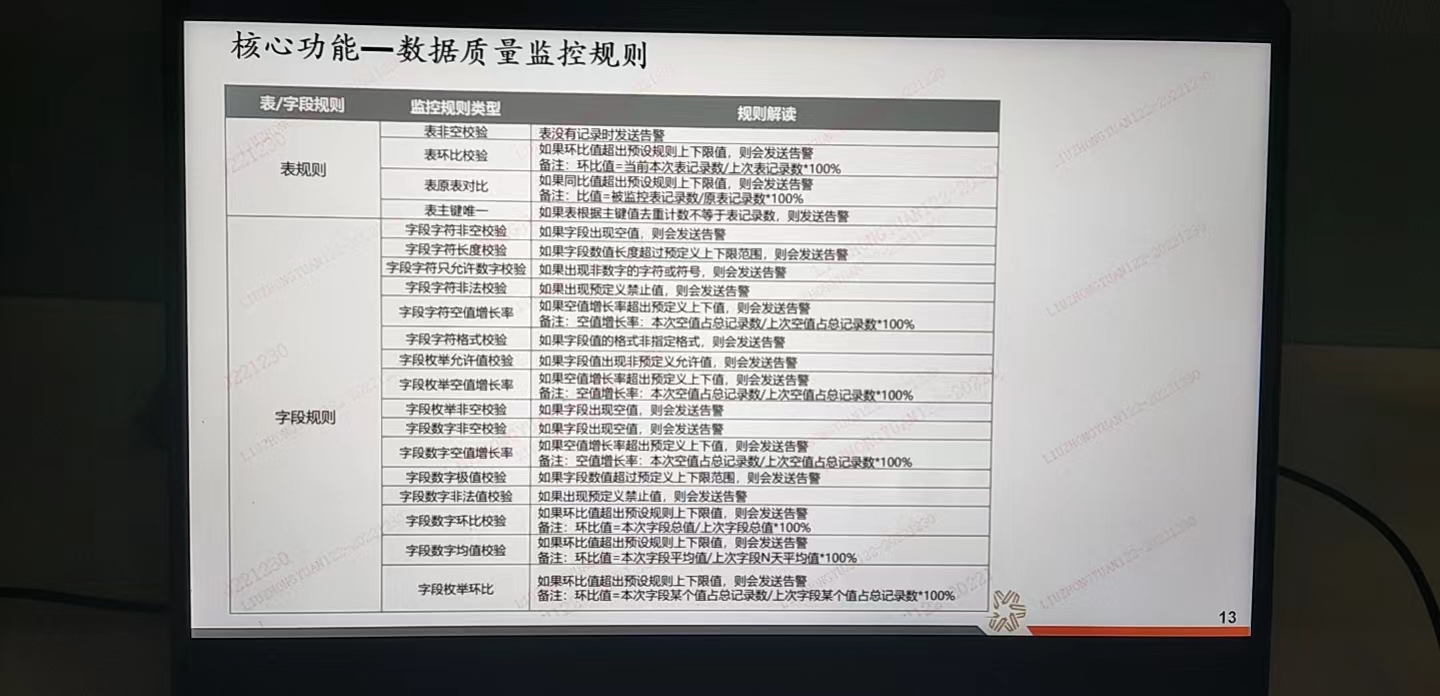 核心功能—数据质量监控规则
表/字段规则 监控规则类型 规则解读
表规则
表非空校验 表没有记录时发送告警
表环比校验 如果环比值超出预设规则上下限值，则会发送告警
备注：环比值=当前本次表记录数/上次表记录数*100%
表原表对比 如果同比值超出预设规则上下限值，则会发送告警
备注：比值=被监控表记录数/原表记录数*100%
表主键唯一 如果表根据主键值去重计数不等于表记录数，则发送告警
字段规则
字段字符非空校验 如果字段出现空值，则会发送告警
字段字符长度校验 如果字段数值长度超过预定义上下限范围，则会发送告警
字段字符只允许数字校验 如果出现非数字的字符或符号，则会发送告警
字段字符非法校验 如果出现预定义禁止值，则会发送告警
字段字符空值增长率 如果空值增长率超出预定义上下值，则会发送告警
备注：空值增长率：本次空值占总记录数/上次空值占总记录数*100%
字段字符格式校验 如果字段值的格式非指定格式，则会发送告警
字段枚举允许值校验 如果字段值出现非预定义允许值，则会发送告警
字段枚举空值增长率 如果空值增长率超出预定义上下值，则会发送告警
备注：空值增长率：本次空值占总记录数/上次空值占总记录数*100%
字段枚举非空校验 如果字段出现空值，则会发送告警
字段数字非空校验 如果字段出现空值，则会发送告警
字段数字空值增长率 如果空值增长率超出预定义上下值，则会发送告警
备注：空值增长率：本次空值占总记录数/上次空值占总记录数*100%
字段数字极值校验 如果字段数值超过预定义上下限范围，则会发送告警
字段数字非法值校验 如果出现预定义禁止值，则会发送告警
字段数字环比校验 如果环比值超出预设规则上下限值，则会发送告警
备注：环比值=本次字段总值/上次字段总值*100%
字段数字均值校验 如果环比值超出预设规则上下限值，则会发送告警
备注：环比值=本次字段平均值/上次字段N天平均值*100%
字段枚举环比 如果环比值超出预设规则上下限值，则会发送告警
备注：环比值=本次字段某个值占总记录数/上次字段某个值占总记录数*100%
13
LIUZHONGYUAN122-20221230
LIUZHONGYUAN122-20221230
LIUZHONGYUAN122-20221230
LIUZHONGYUAN122-20221230